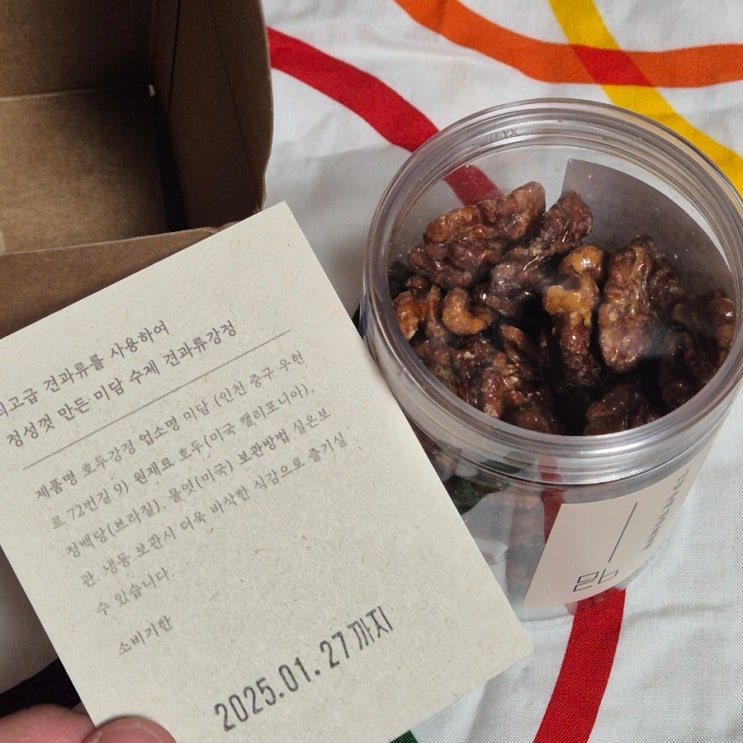 최고급 견과류를 사용하여
정성껏 만든 미담 수제 견과류강정
제품명 호두강정 업소명 미담 (인천 중구 우현
로 72번길 9) 원재료 호두(미국 캘리포니아),
정백당(브라질), 물엿(미국) 보관방법 실온보
관, 냉동 보관시 더욱 바삭한 식감으로 즐기실
수 있습니다.
소비기한
2025.01.27 까지